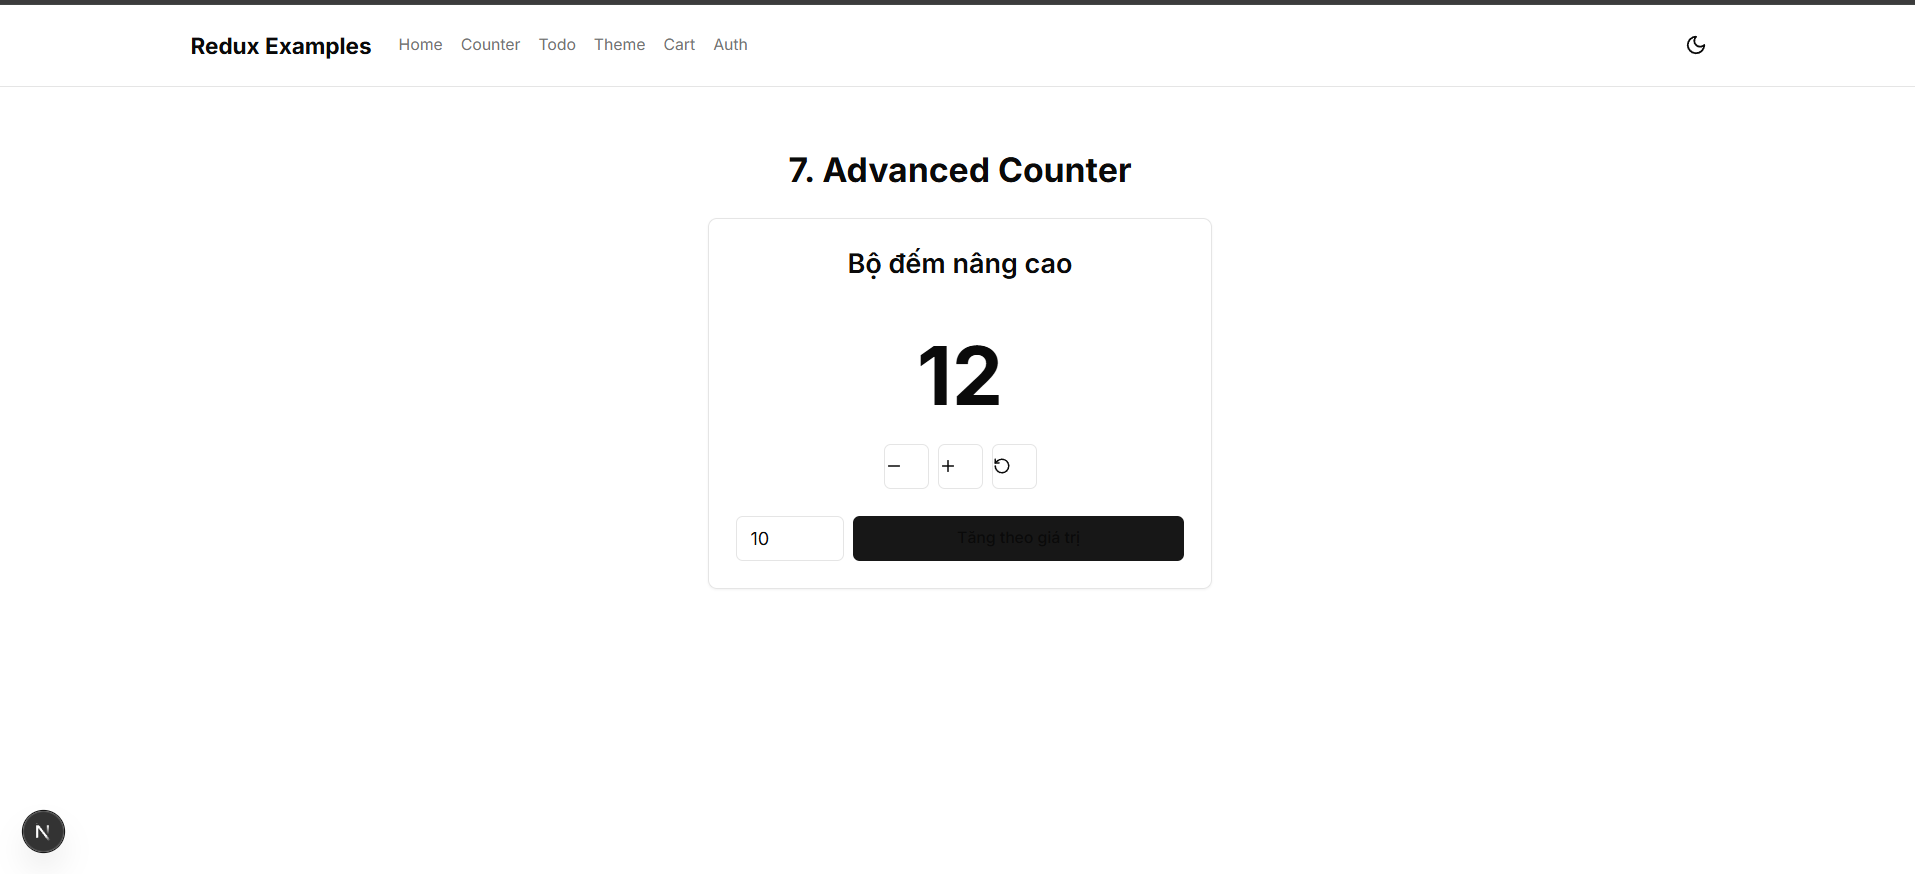 Redux Examples Home Counter Todo Theme Cart Auth
7. Advanced Counter
Bộ đếm nâng cao
12
10 Tăng theo giá trị
N